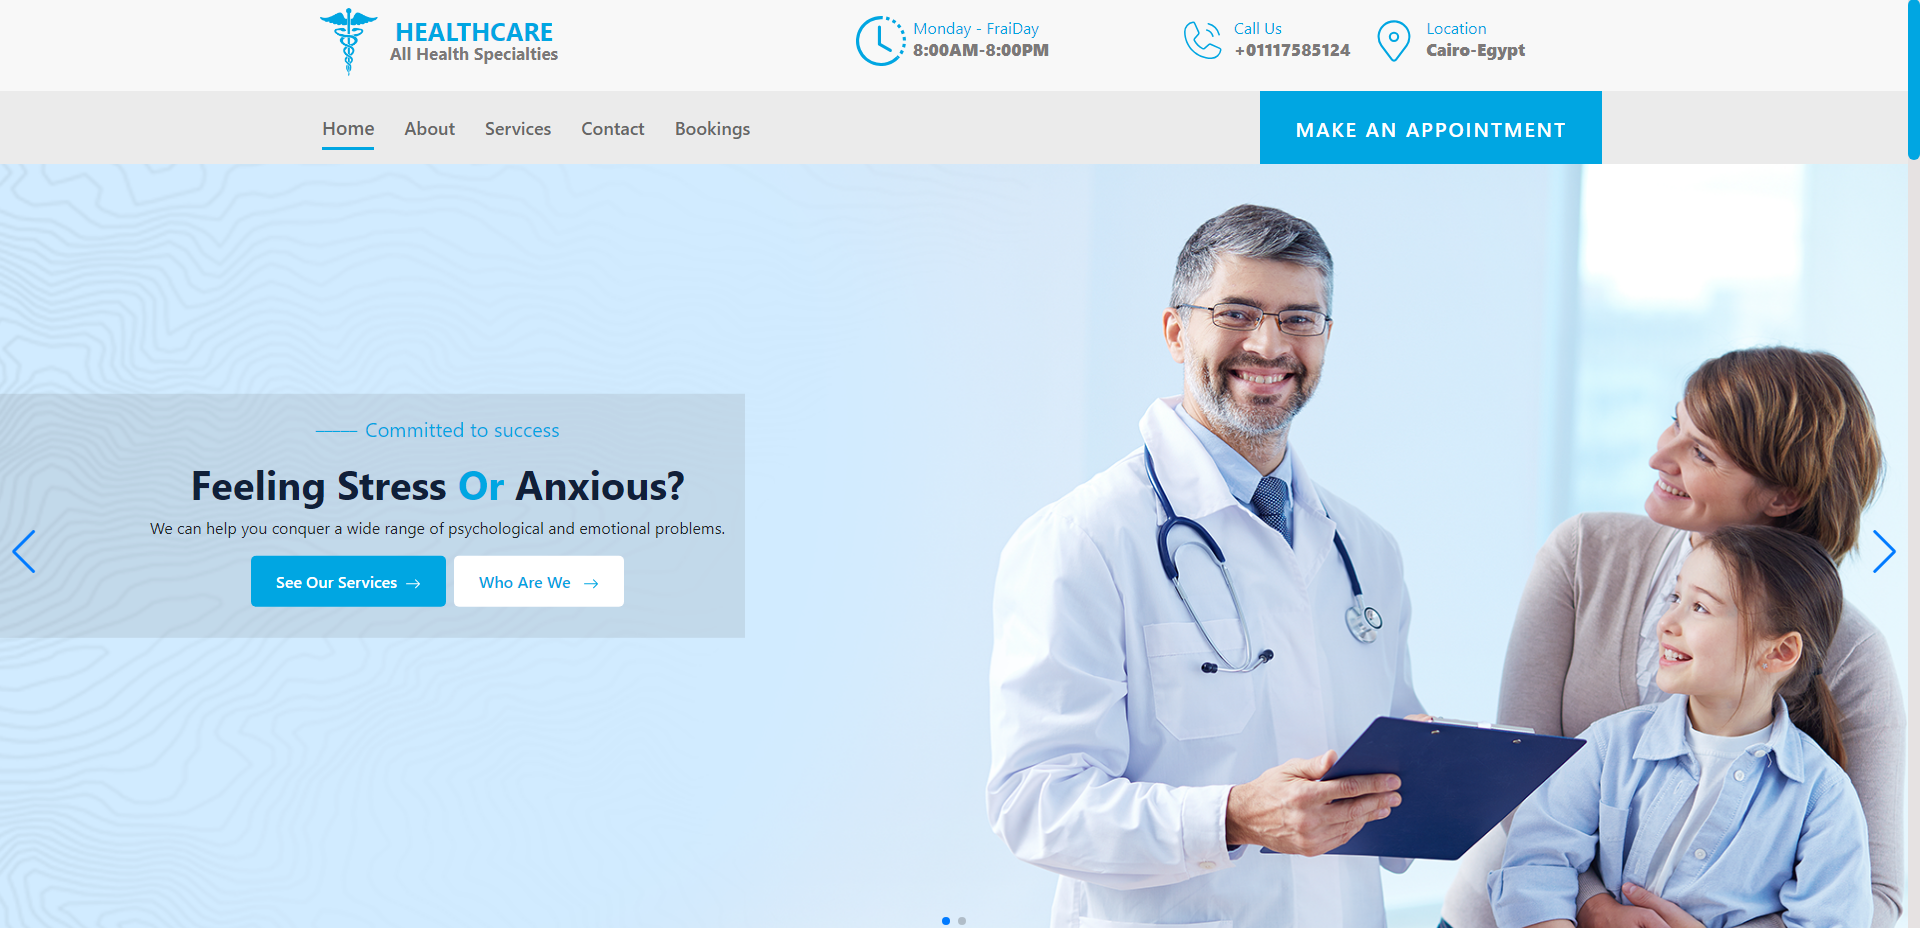 HEALTHCARE
All Health Specialties
Monday - FraiDay
8:00AM-8:00PM
Call Us
+01117585124
Location
Cairo-Egypt
Home
About
Services
Contact
Bookings
MAKE AN APPOINTMENT
Committed to success
Feeling Stress Or Anxious?
We can help you conquer a wide range of psychological and emotional problems.
See Our Services →
Who Are We →